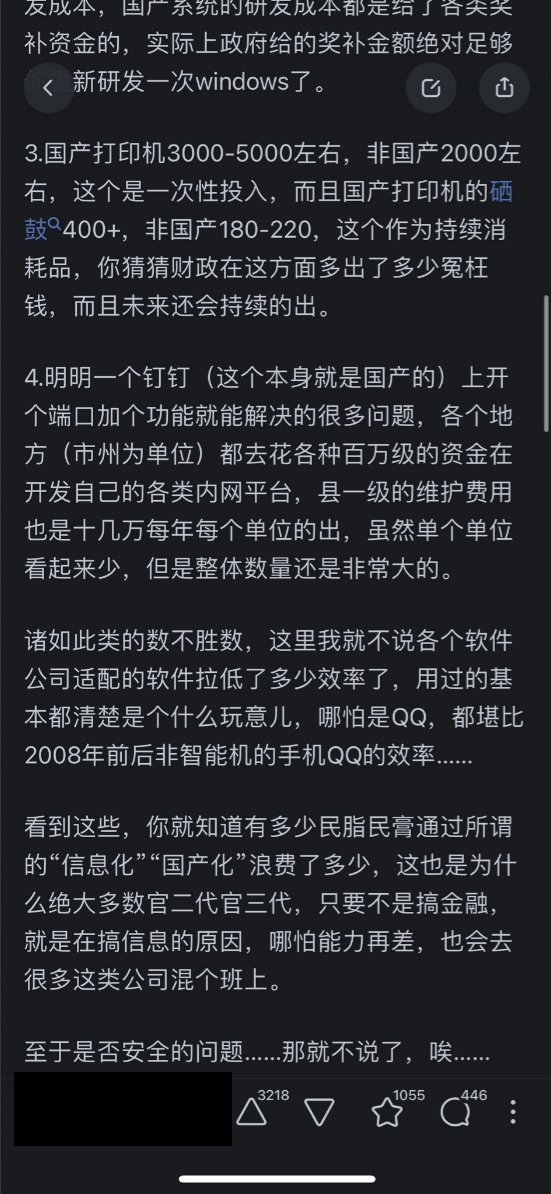 发成本，国产系统的研发成本都是给了各类奖
补资金的，实际上政府给的奖补金额绝对足够
你重新研发一次windows了。
3.国产打印机3000-5000左右，非国产2000左
右，这个是一次性投入，而且国产打印机的硒
鼓400+，非国产180-220，这个作为持续消
耗品，你猜猜财政在这方面多出了多少冤枉
钱，而且未来还会持续的出。
4.明明一个钉钉（这个本身就是国产的）上开
个端口加个功能就能解决的很多问题，各个地
方（市州为单位）都去花各种百万级的资金在
开发自己的各类内网平台，县一级的维护费用
也是十几万每年每个单位的出，虽然单个单位
看起来少，但是整体数量还是非常大的。
诸如此类的数不胜数，这里我就不说各个软件
公司适配的软件拉低了多少效率了，用过的基
本都清楚是个什么玩意儿，哪怕是QQ，都堪比
2008年前后非智能机的手机QQ的效率……
看到这些，你就知道有多少民脂民膏通过所谓
的“信息化”“国产化”浪费了多少，这也是为什
么绝大多数官二代官三代，只要不是搞金融，
就是在搞信息的原因，哪怕能力再差，也会去
很多这类公司混个班上。
至于是否安全的问题……那就不说了，唉……
3218
1055
446